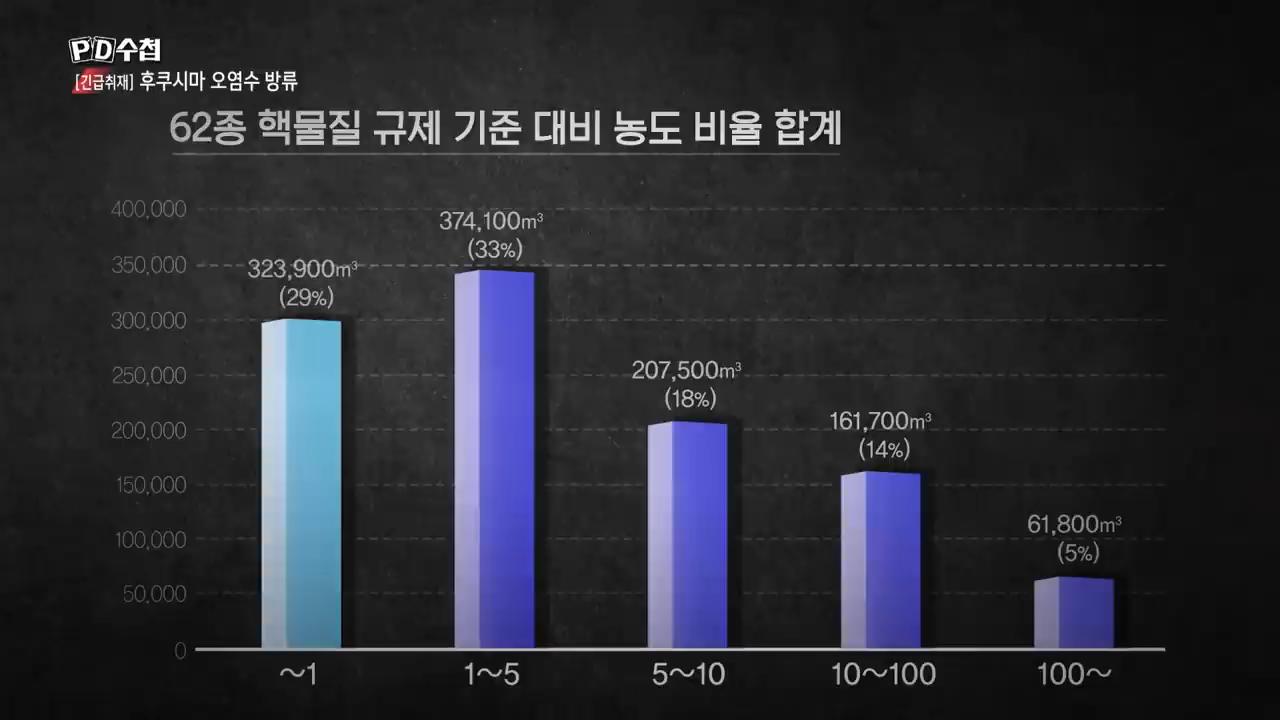 PD수첩
[긴급취재] 후쿠시마 오염수 방류
62종 핵물질 규제 기준 대비 농도 비율 합계
400,000
350,000
300,000
250,000
200,000
150,000
100,000
50,000
0
323,900m³
(29%)
374,100m³
(33%)
207,500m³
(18%)
161,700m³
(14%)
61,800m³
(5%)
~1
1~5
5~10
10~100
100~